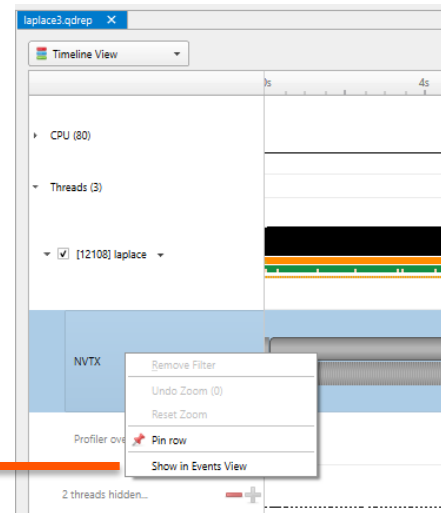 laplace3.qdrep X
Timeline View
0s 4s
CPU (80)
Threads (3)
[12108] laplace
NVTX
Remove Filter
Undo Zoom (0)
Reset Zoom
Profiler ove
Pin row
Show in Events View
2 threads hidden...